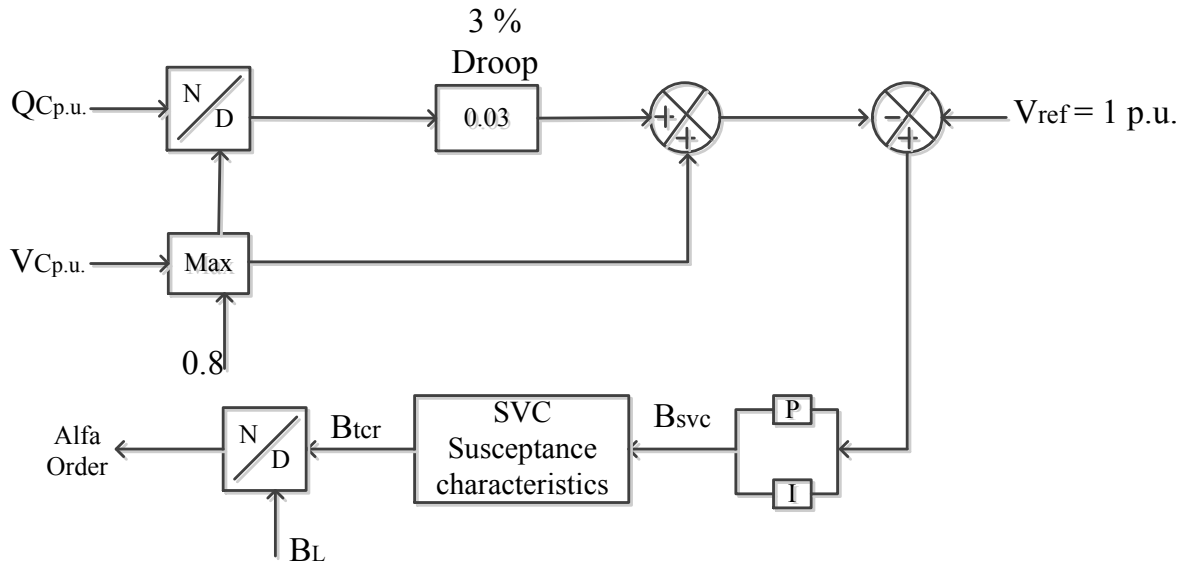 3 %
Droop
QCp.u.
N
D
0.03
+
+
-
+
Vref = 1 p.u.
VCp.u.
Max
0.8
Alfa
Order
N
D
Btcr
SVC
Susceptance
characteristics
Bsvc
P
I
BL